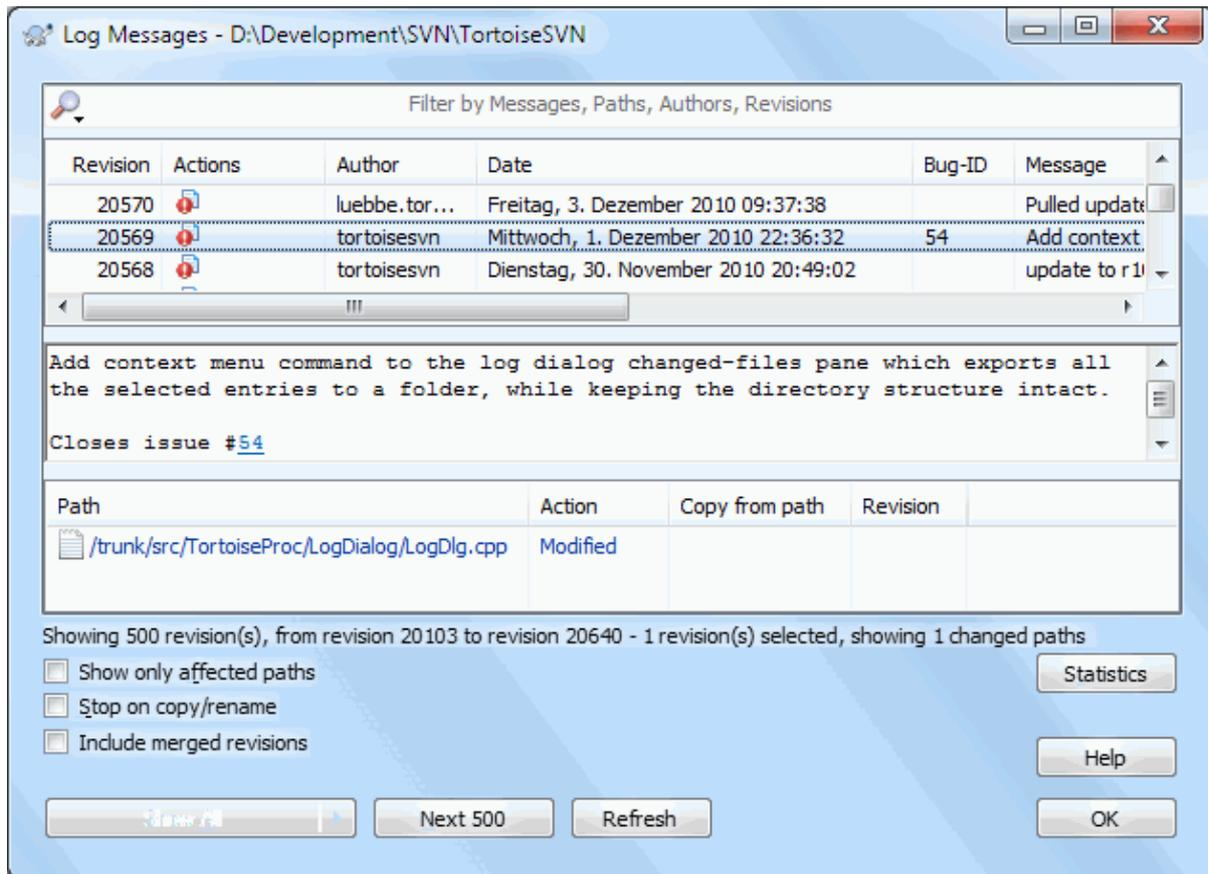 Log Messages - D:\Development\SVN\TortoiseSVN
Filter by Messages, Paths, Authors, Revisions
Revision Actions Author Date Bug-ID Message
20570 luebbe.tor... Freitag, 3. Dezember 2010 09:37:38 Pulled update
20569 tortoisesvn Mittwoch, 1. Dezember 2010 22:36:32 54 Add context
20568 tortoisesvn Dienstag, 30. November 2010 20:49:02 update to r10
Add context menu command to the log dialog changed-files pane which exports all
the selected entries to a folder, while keeping the directory structure intact.
Closes issue #54
Path Action Copy from path Revision
/trunk/src/TortoiseProc/LogDialog/LogDlg.cpp Modified
Showing 500 revision(s), from revision 20103 to revision 20640 - 1 revision(s) selected, showing 1 changed paths
Show only affected paths
Statistics
Stop on copy/rename
Include merged revisions
Help
Show All Next 500 Refresh OK